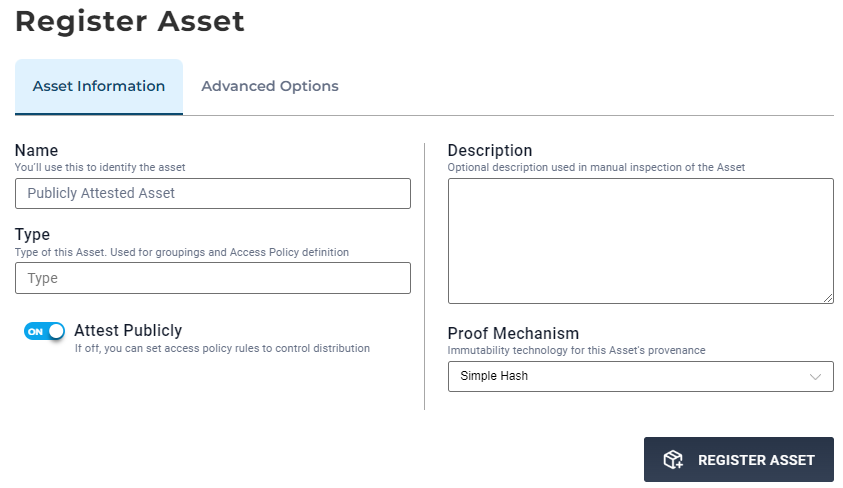 Register Asset
Asset Information
Advanced Options
Name
You'll use this to identify the asset
Publicly Attested Asset
Type
Type of this Asset. Used for groupings and Access Policy definition
Type
ON
Attest Publicly
If off, you can set access policy rules to control distribution
Description
Optional description used in manual inspection of the Asset
Proof Mechanism
Immutability technology for this Asset's provenance
Simple Hash
REGISTER ASSET